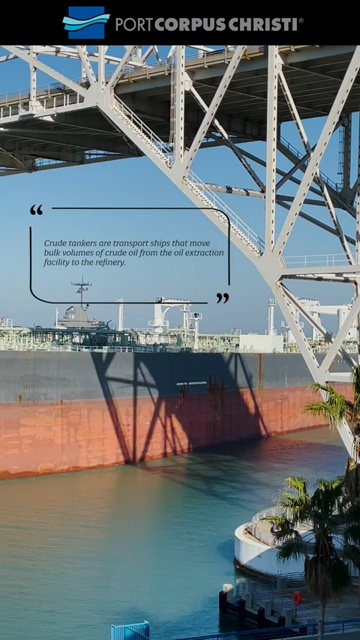 PORTCORPUS CHRISTI®
“
Crude tankers are transport ships that move
bulk volumes of crude oil from the oil extraction
facility to the refinery.
”